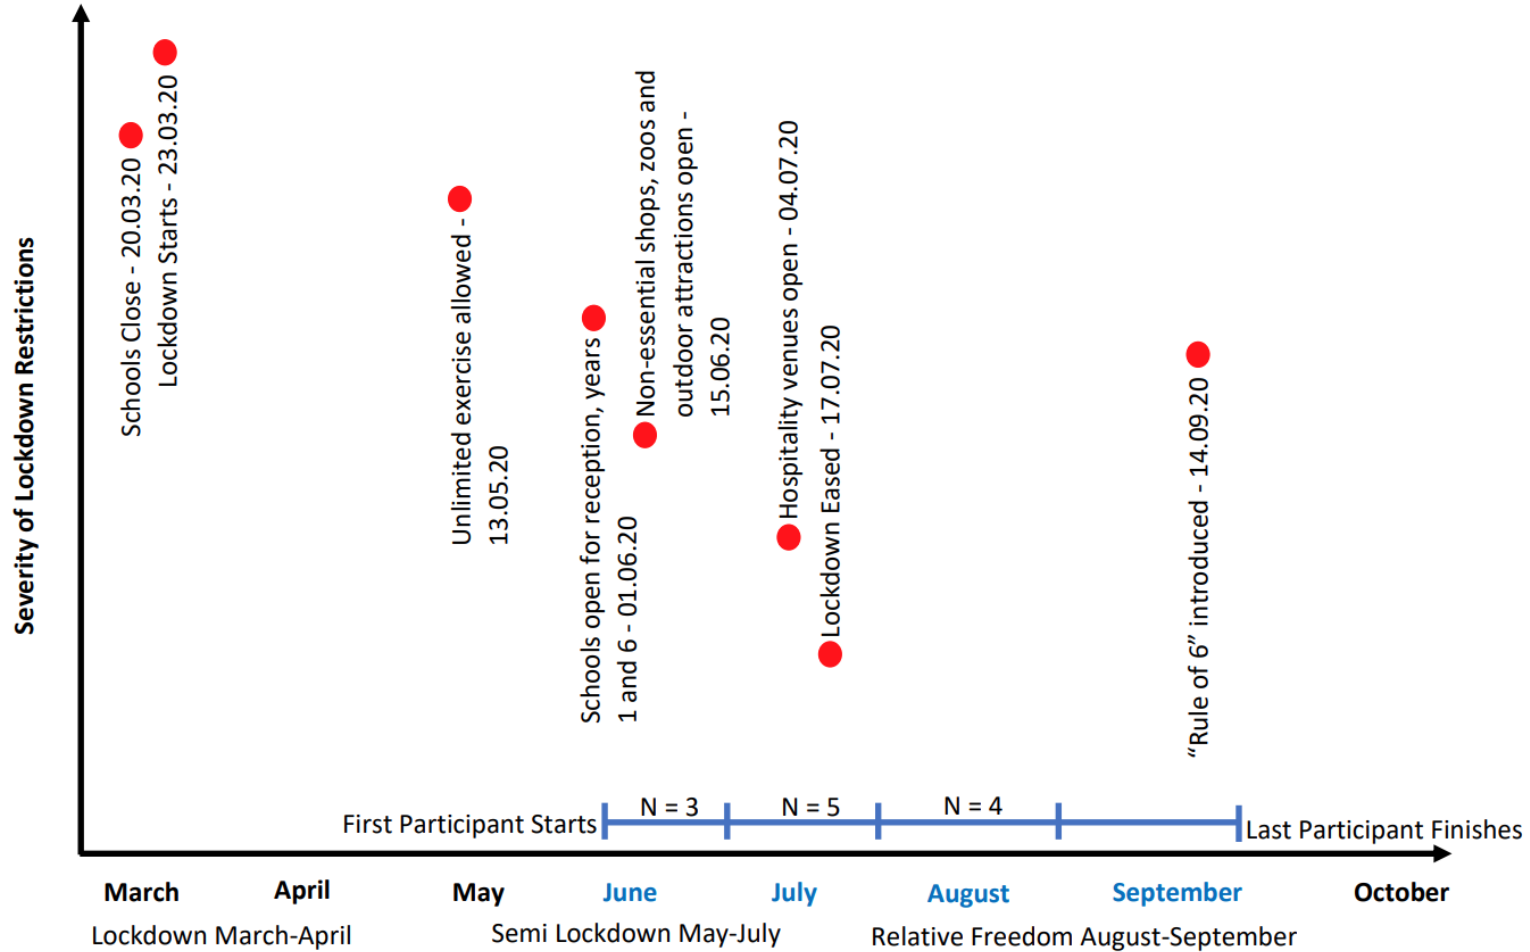 Severity of Lockdown Restrictions
Schools Close - 20.03.20
Lockdown Starts - 23.03.20
Unlimited exercise allowed -
13.05.20
Schools open for reception, years
1 and 6 - 01.06.20
Non-essential shops, zoos and
outdoor attractions open -
15.06.20
Hospitality venues open - 04.07.20
Lockdown Eased - 17.07.20
“Rule of 6” introduced - 14.09.20
First Participant Starts
N = 3
N = 5
N = 4
Last Participant Finishes
March
April
May
June
July
August
September
October
Lockdown March-April
Semi Lockdown May-July
Relative Freedom August-September